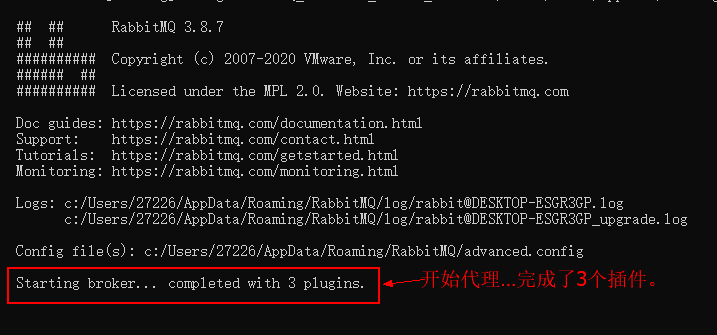 ## ## RabbitMQ 3.8.7
## ##
########## Copyright (c) 2007-2020 VMware, Inc. or its affiliates.
###### ##
########## Licensed under the MPL 2.0. Website: https://rabbitmq.com
Doc guides: https://rabbitmq.com/documentation.html
Support: https://rabbitmq.com/contact.html
Tutorials: https://rabbitmq.com/getstarted.html
Monitoring: https://rabbitmq.com/monitoring.html
Logs: c:/Users/27226/AppData/Roaming/RabbitMQ/log/rabbit@DESKTOP-ESGR3GP.log
c:/Users/27226/AppData/Roaming/RabbitMQ/log/rabbit@DESKTOP-ESGR3GP_upgrade.log
Config file(s): c:/Users/27226/AppData/Roaming/RabbitMQ/advanced.config
Starting broker... completed with 3 plugins. 开始代理...完成了3个插件。